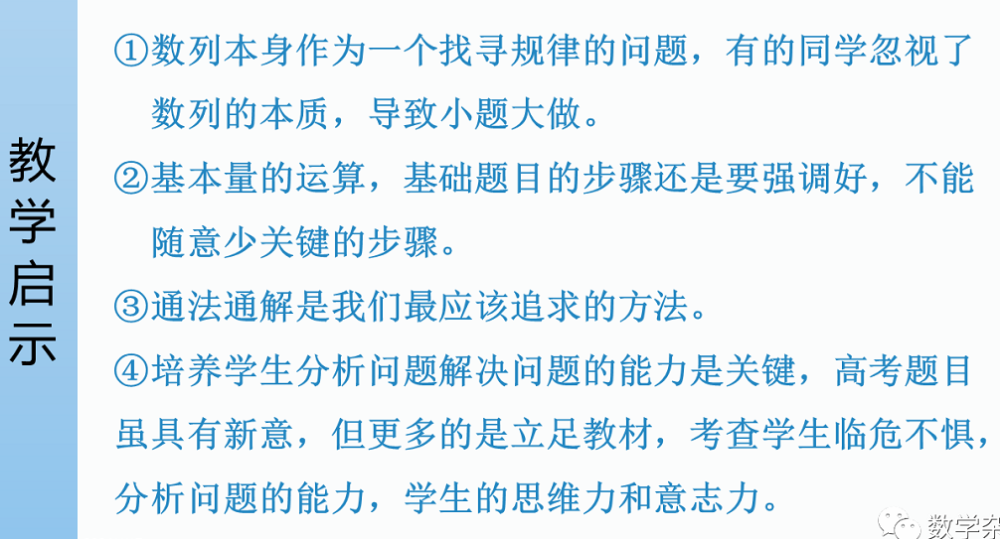 教学启示
①数列本身作为一个找寻规律的问题，有的同学忽视了
数列的本质，导致小题大做。
②基本量的运算，基础题目的步骤还是要强调好，不能
随意少关键的步骤。
③通法通解是我们最应该追求的方法。
④培养学生分析问题解决问题的能力是关键，高考题目
虽具有新意，但更多的是立足教材，考查学生临危不惧，
分析问题的能力，学生的思维力和意志力。
数学杂